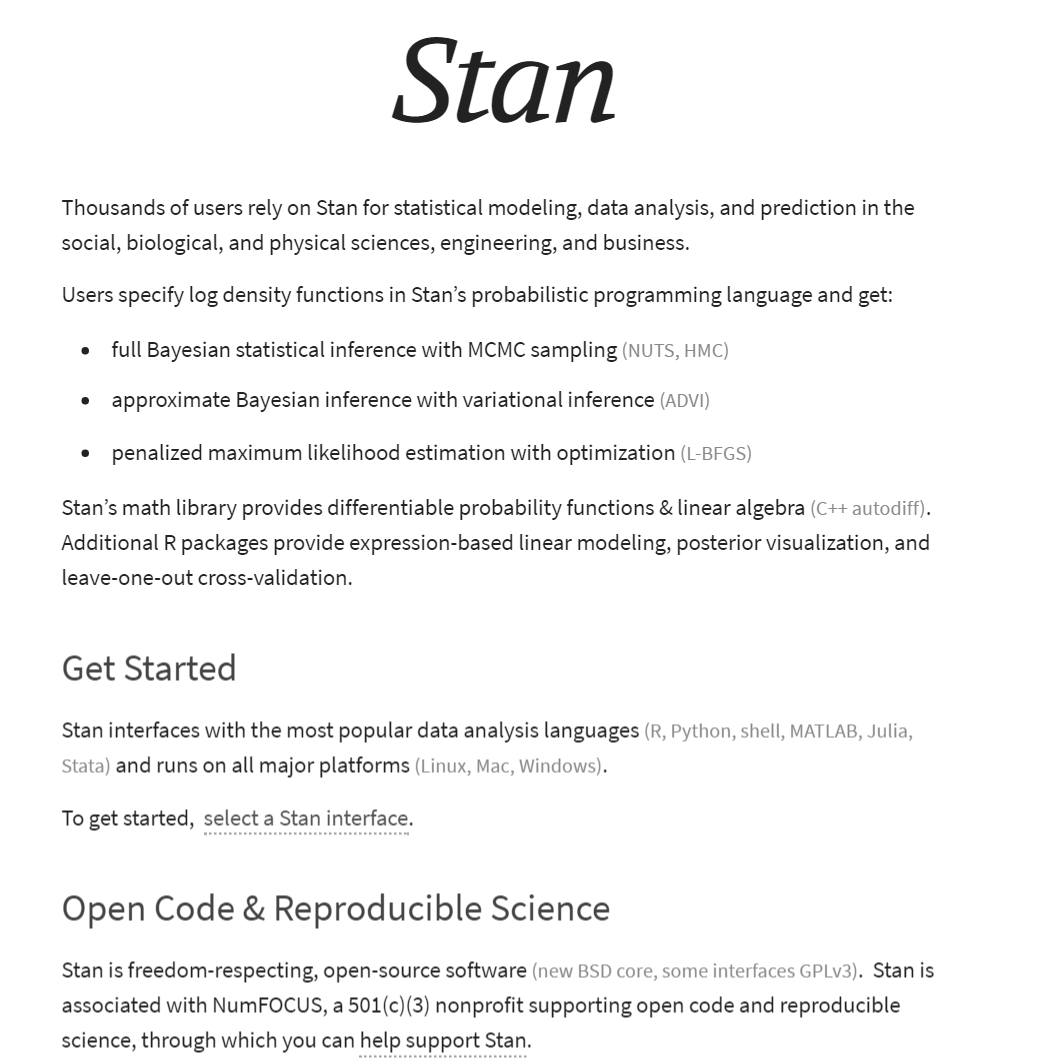 Stan
Thousands of users rely on Stan for statistical modeling, data analysis, and prediction in the
social, biological, and physical sciences, engineering, and business.
Users specify log density functions in Stan’s probabilistic programming language and get:
• full Bayesian statistical inference with MCMC sampling (NUTS, HMC)
• approximate Bayesian inference with variational inference (ADVI)
• penalized maximum likelihood estimation with optimization (L-BFGS)
Stan’s math library provides differentiable probability functions & linear algebra (C++ autodiff).
Additional R packages provide expression-based linear modeling, posterior visualization, and
leave-one-out cross-validation.
Get Started
Stan interfaces with the most popular data analysis languages (R, Python, shell, MATLAB, Julia,
Stata) and runs on all major platforms (Linux, Mac, Windows).
To get started, select a Stan interface.
Open Code & Reproducible Science
Stan is freedom-respecting, open-source software (new BSD core, some interfaces GPLv3). Stan is
associated with NumFOCUS, a 501(c)(3) nonprofit supporting open code and reproducible
science, through which you can help support Stan.